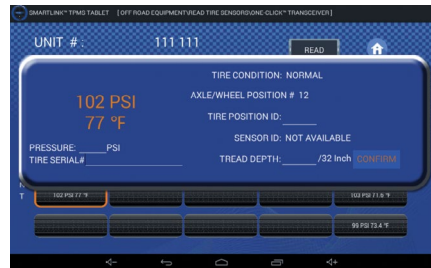 SMARTLINK™ TPMS TABLET [OFF ROAD EQUIPMENT\READ TIRE SENSORS\ONE-CLICK™ TRANSCEIVER]
UNIT # : 111 111
READ
TIRE CONDITION: NORMAL
AXLE/WHEEL POSITION # 12
102 PSI
77 °F
TIRE POSITION ID:
SENSOR ID: NOT AVAILABLE
PRESSURE: PSI
TIRE SERIAL#
TREAD DEPTH: /32 Inch CONFIRM
T
102 PSI 77 °F
103 PSI 71.6 °F
99 PSI 73.4 °F